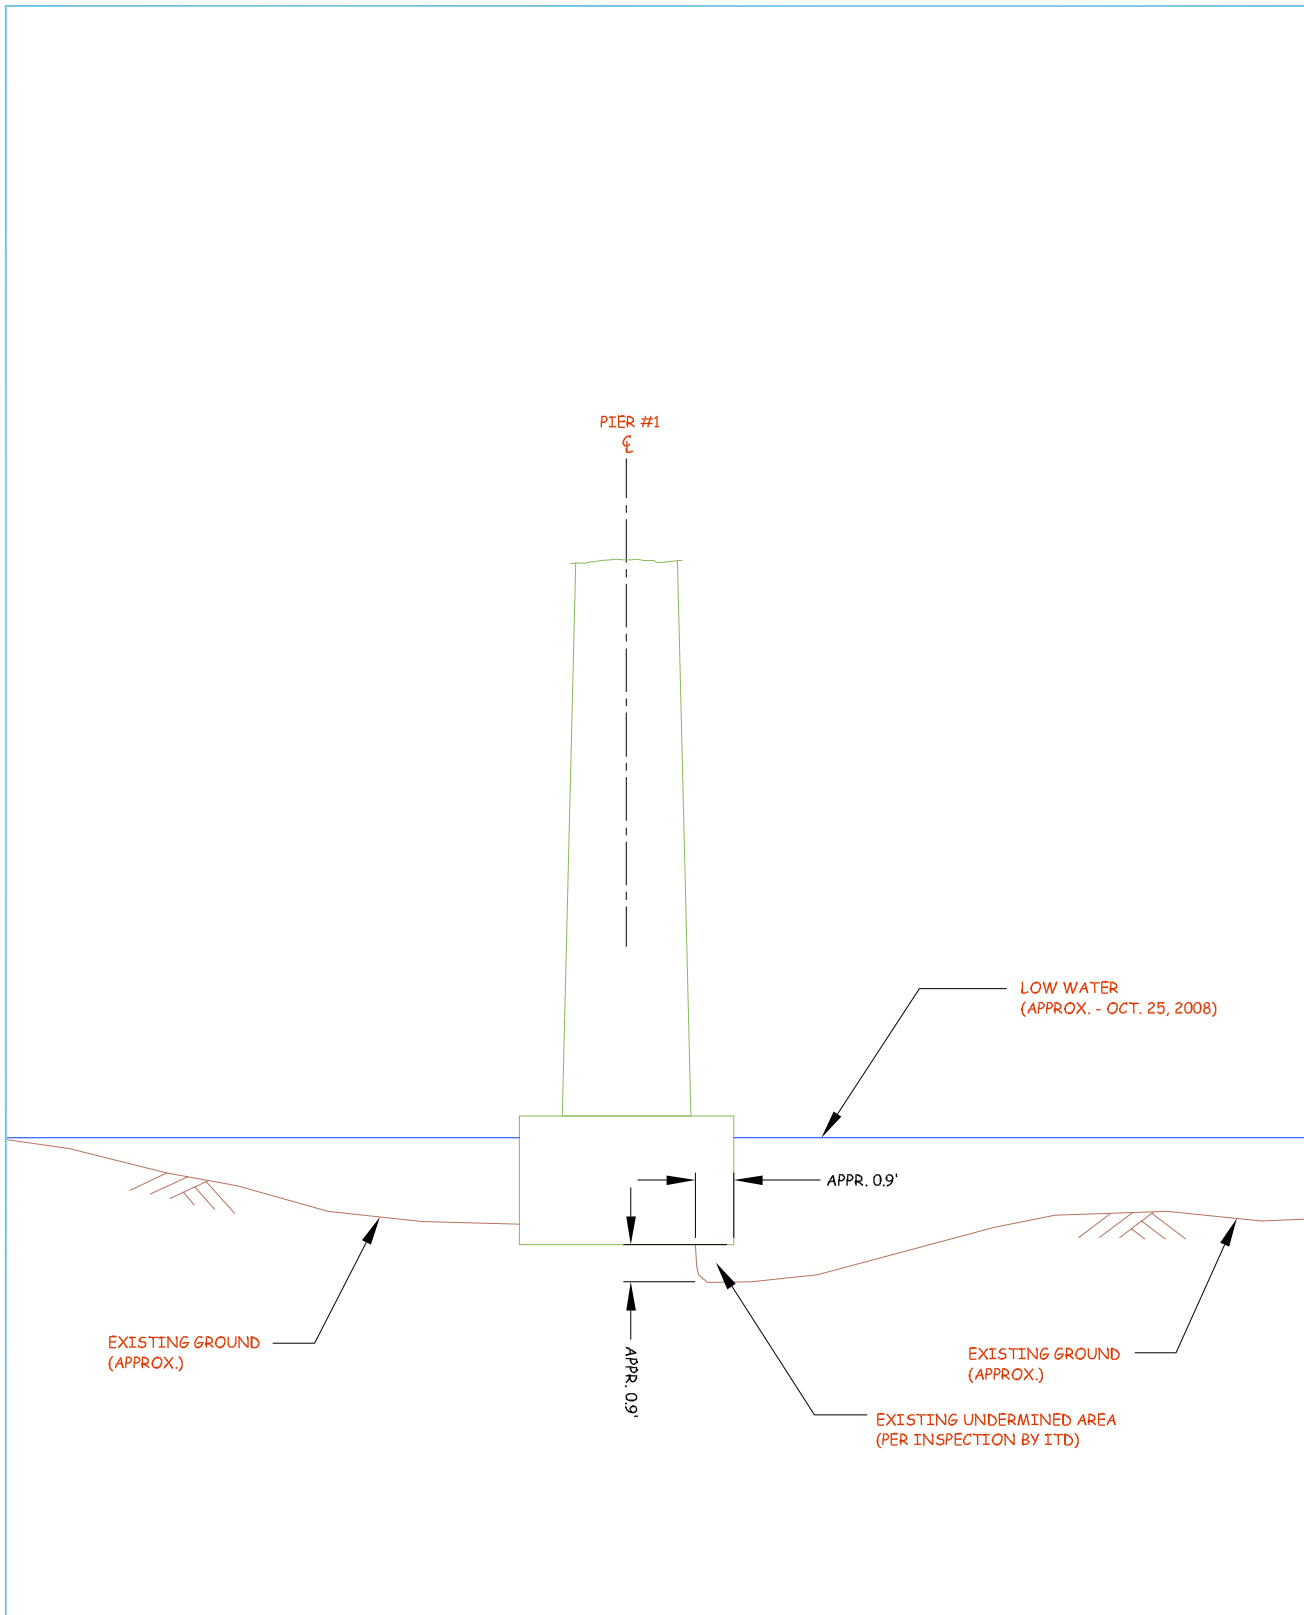 PIER #1
℄
LOW WATER
(APPROX. - OCT. 25, 2008)
APPR. 0.9'
EXISTING GROUND
(APPROX.)
APPR. 0.9'
EXISTING GROUND
(APPROX.)
EXISTING UNDERMINED AREA
(PER INSPECTION BY ITD)